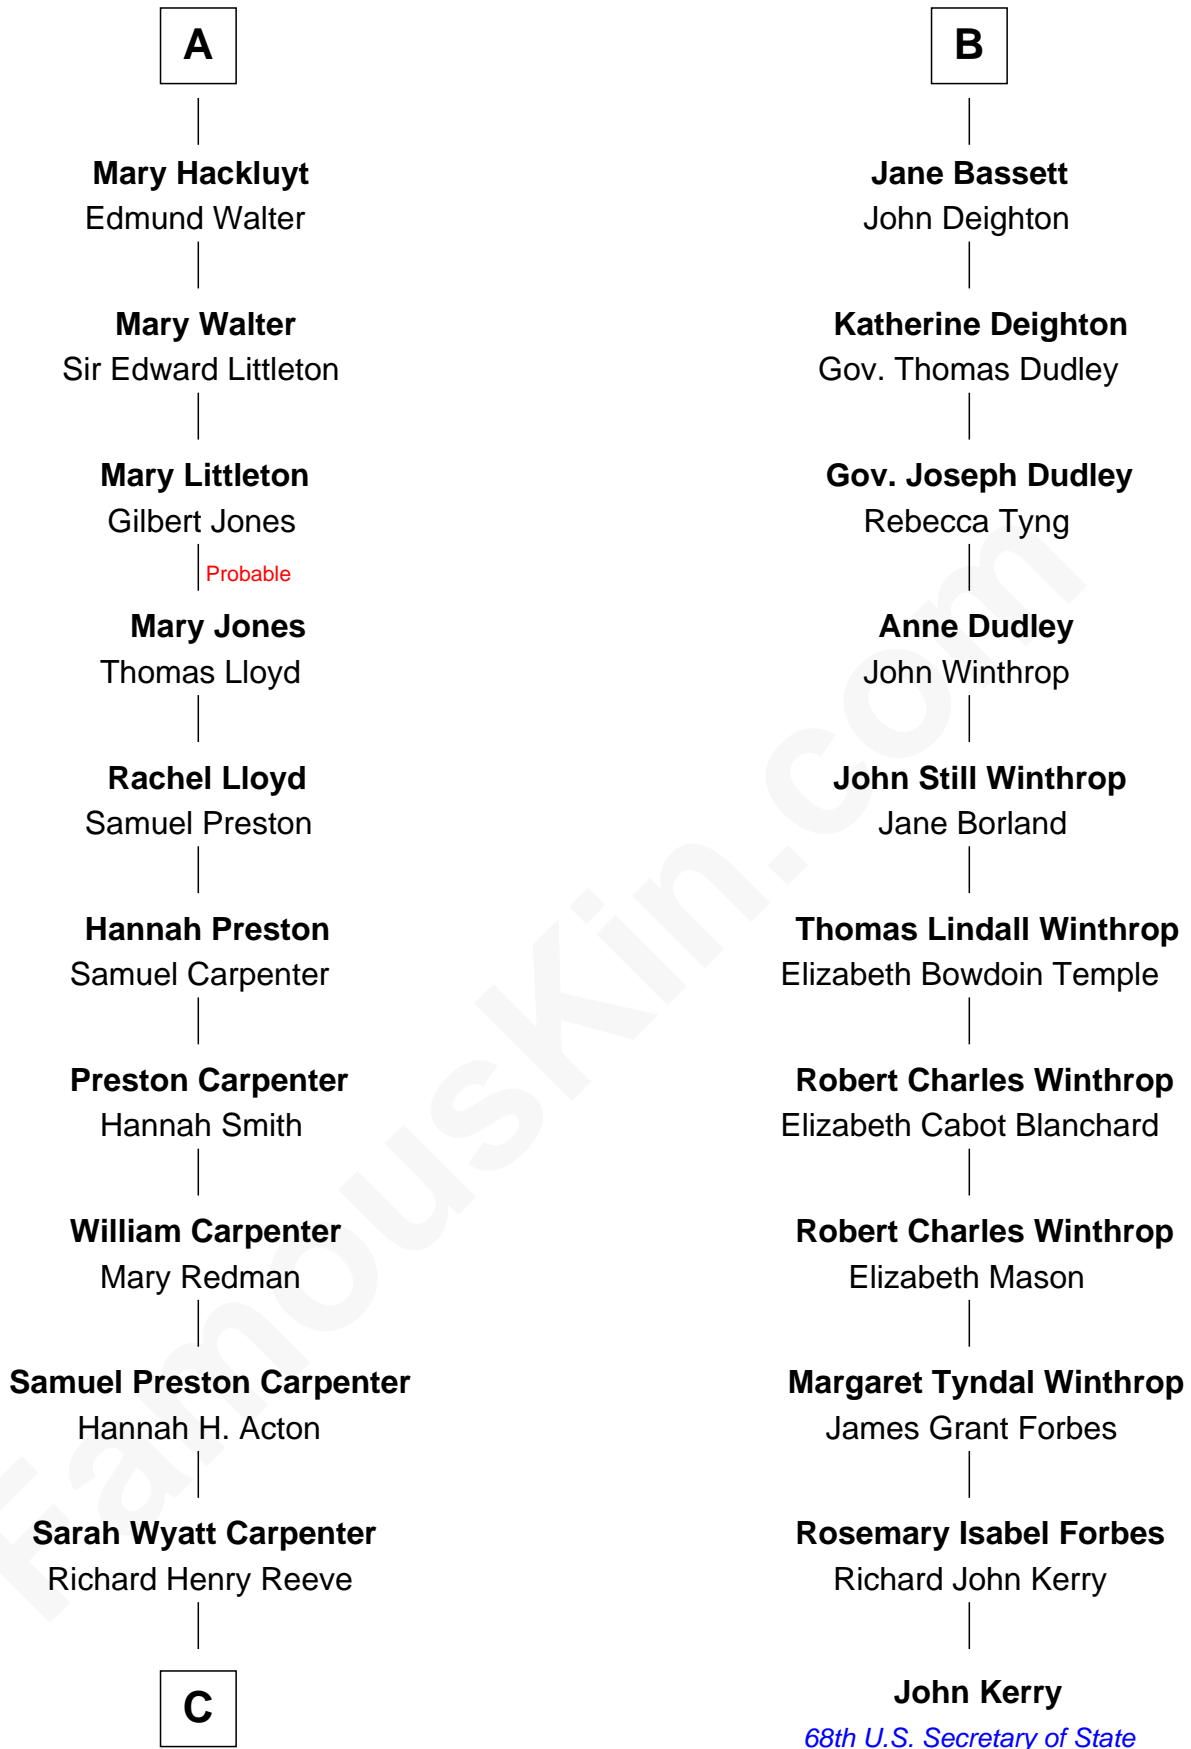 A
Mary Hackluyt
Edmund Walter
Mary Walter
Sir Edward Littleton
Mary Littleton
Gilbert Jones
Probable
Mary Jones
Thomas Lloyd
Rachel Lloyd
Samuel Preston
Hannah Preston
Samuel Carpenter
Preston Carpenter
Hannah Smith
William Carpenter
Mary Redman
Samuel Preston Carpenter
Hannah H. Acton
Sarah Wyatt Carpenter
Richard Henry Reeve
C
B
Jane Bassett
John Deighton
Katherine Deighton
Gov. Thomas Dudley
Gov. Joseph Dudley
Rebecca Tyng
Anne Dudley
John Winthrop
John Still Winthrop
Jane Borland
Thomas Lindall Winthrop
Elizabeth Bowdoin Temple
Robert Charles Winthrop
Elizabeth Cabot Blanchard
Robert Charles Winthrop
Elizabeth Mason
Margaret Tyndal Winthrop
James Grant Forbes
Rosemary Isabel Forbes
Richard John Kerry
John Kerry
68th U.S. Secretary of State
FamousKin.com